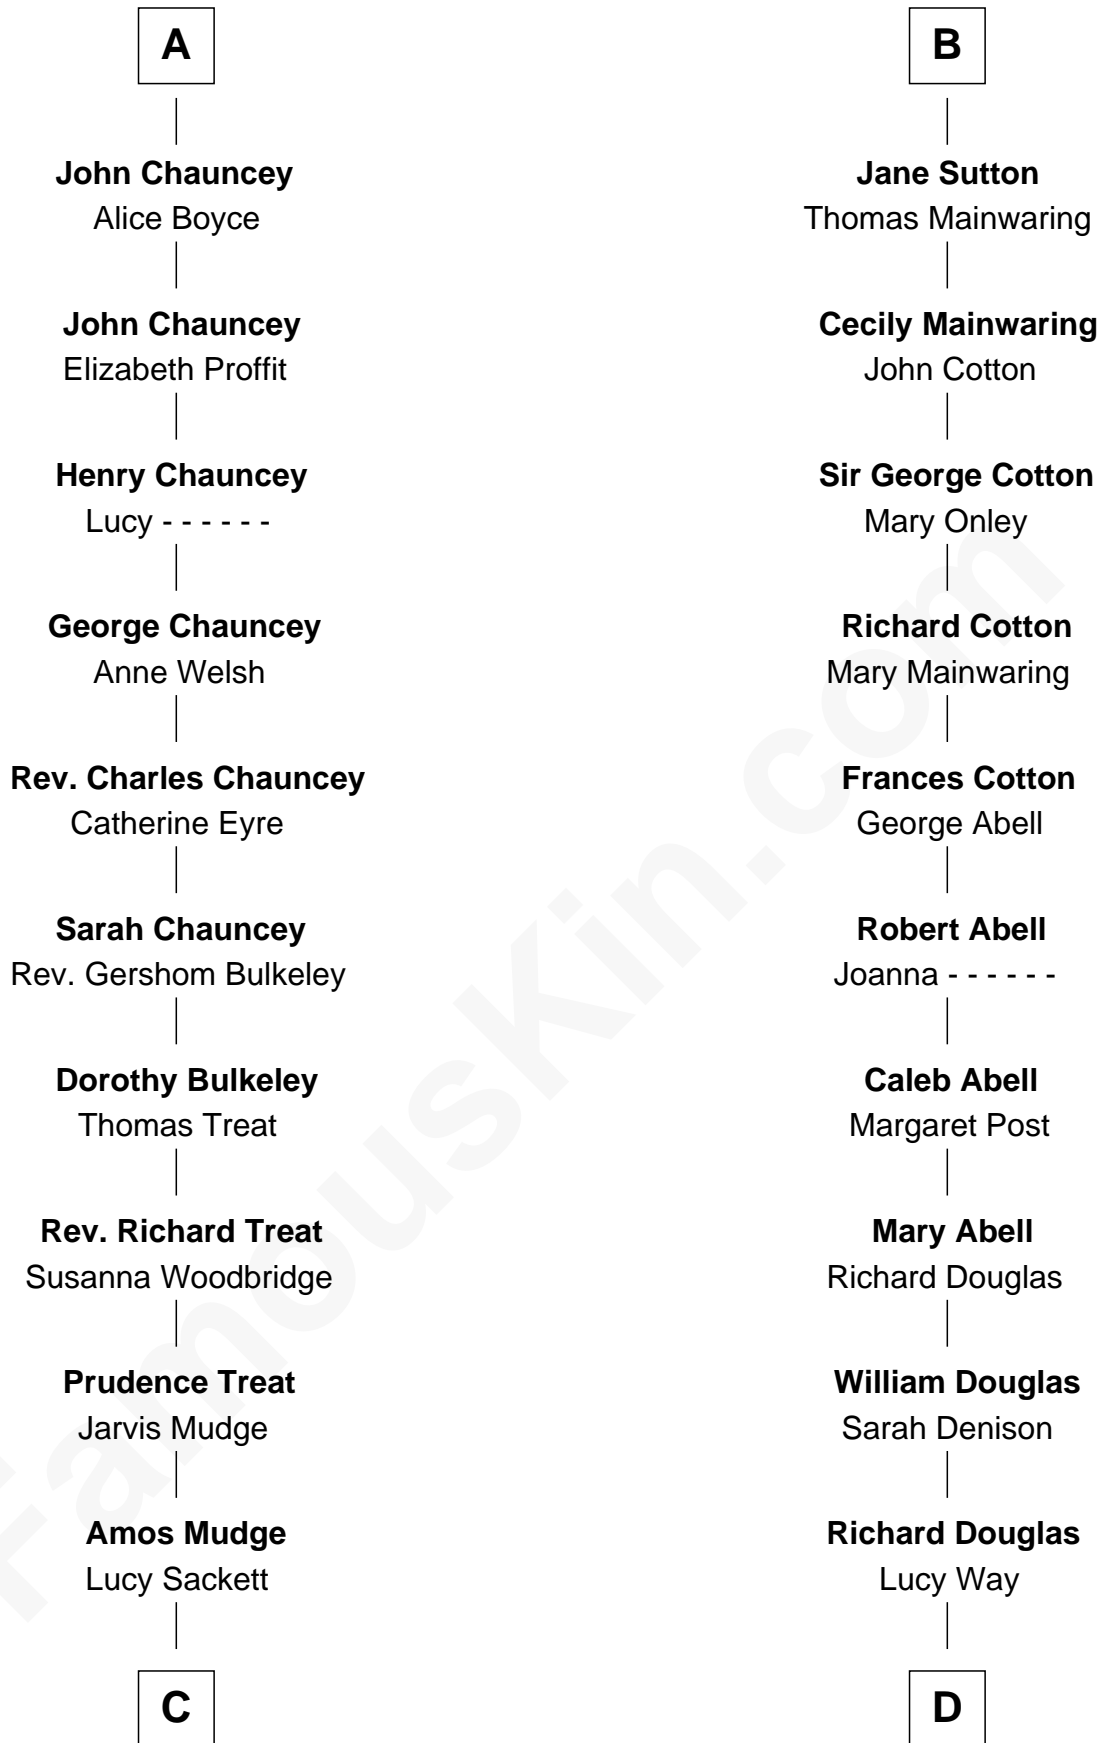 A
John Chauncey
Alice Boyce
John Chauncey
Elizabeth Proffit
Henry Chauncey
Lucy - - - - - -
George Chauncey
Anne Welsh
Rev. Charles Chauncey
Catherine Eyre
Sarah Chauncey
Rev. Gershom Bulkeley
Dorothy Bulkeley
Thomas Treat
Rev. Richard Treat
Susanna Woodbridge
Prudence Treat
Jarvis Mudge
Amos Mudge
Lucy Sackett
C
B
Jane Sutton
Thomas Mainwaring
Cecily Mainwaring
John Cotton
Sir George Cotton
Mary Onley
Richard Cotton
Mary Mainwaring
Frances Cotton
George Abell
Robert Abell
Joanna - - - - - -
Caleb Abell
Margaret Post
Mary Abell
Richard Douglas
William Douglas
Sarah Denison
Richard Douglas
Lucy Way
D
FamousKin.com